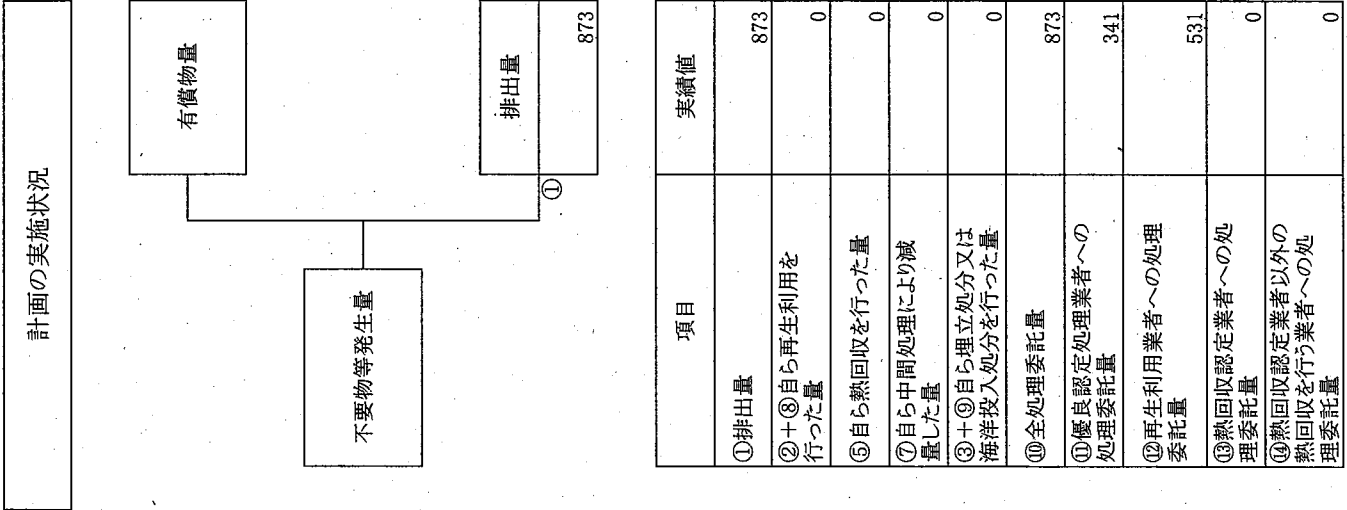 計画の実施状況
有償物量
不要物等発生量
排出量
①
873
項目
実績値
①排出量
873
②+⑧自ら再生利用を
行った量
0
⑤自ら熱回収を行った量
0
⑦自ら中間処理により減
量した量
0
③+⑨自ら埋立処分又は
海洋投入処分を行った量
0
⑩全処理委託量
873
⑪優良認定処理業者への
処理委託量
341
⑫再生利用業者への処理
委託量
531
⑬熱回収認定業者への処
理委託量
0
⑭熱回収認定業者以外の
熱回収を行う業者への処
理委託量
0